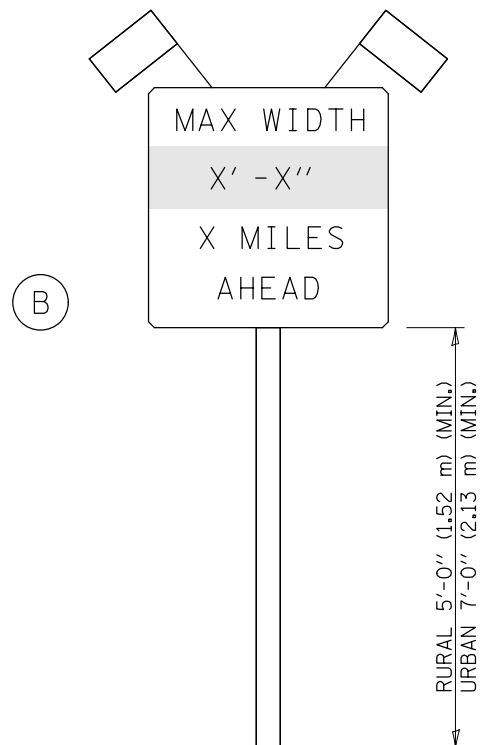 MAX WIDTH
X' -X''
X MILES
AHEAD
B
RURAL 5'-0'' (1.52 m) (MIN.)
URBAN 7'-0'' (2.13 m) (MIN.)